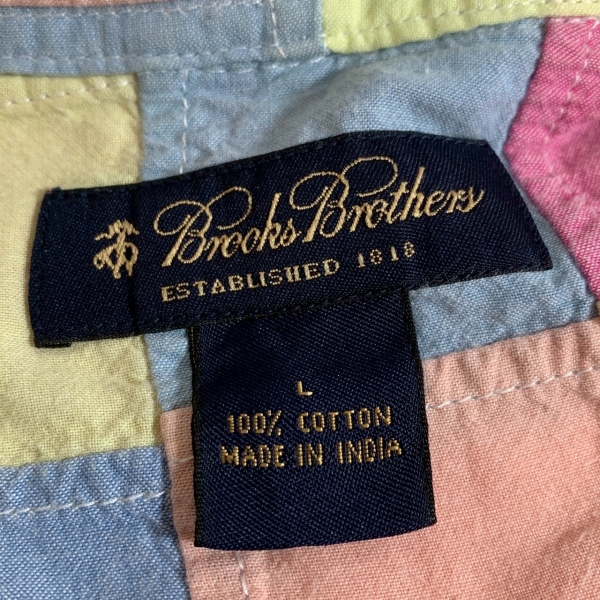 Brooks Brothers
ESTABLISHED 1818
L
100% COTTON
MADE IN INDIA